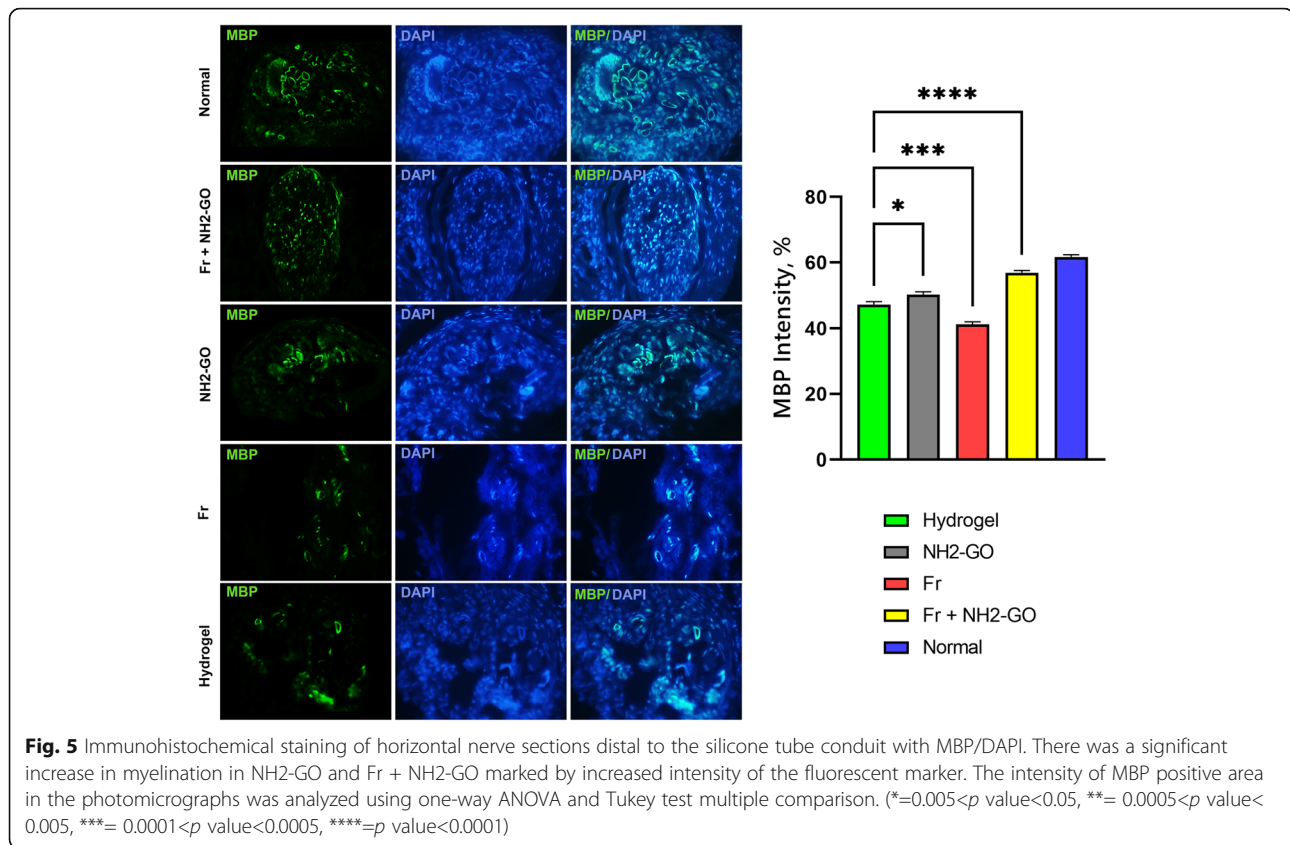 MBP DAPI MBP/DAPI
Normal
MBP DAPI MBP/DAPI
Fr + NH2-GO
MBP DAPI MBP/DAPI
NH2-GO
MBP DAPI MBP/DAPI
Fr
MBP DAPI MBP/DAPI
Hydrogel
****
***
*
MBP Intensity, %
80
60
40
20
0
Hydrogel
NH2-GO
Fr
Fr + NH2-GO
Normal
Fig. 5 Immunohistochemical staining of horizontal nerve sections distal to the silicone tube conduit with MBP/DAPI. There was a significant
increase in myelination in NH2-GO and Fr + NH2-GO marked by increased intensity of the fluorescent marker. The intensity of MBP positive area
in the photomicrographs was analyzed using one-way ANOVA and Tukey test multiple comparison. (*=0.005<p value<0.05, **= 0.0005<p value<
0.005, ***= 0.0001<p value<0.0005, ****=p value<0.0001)